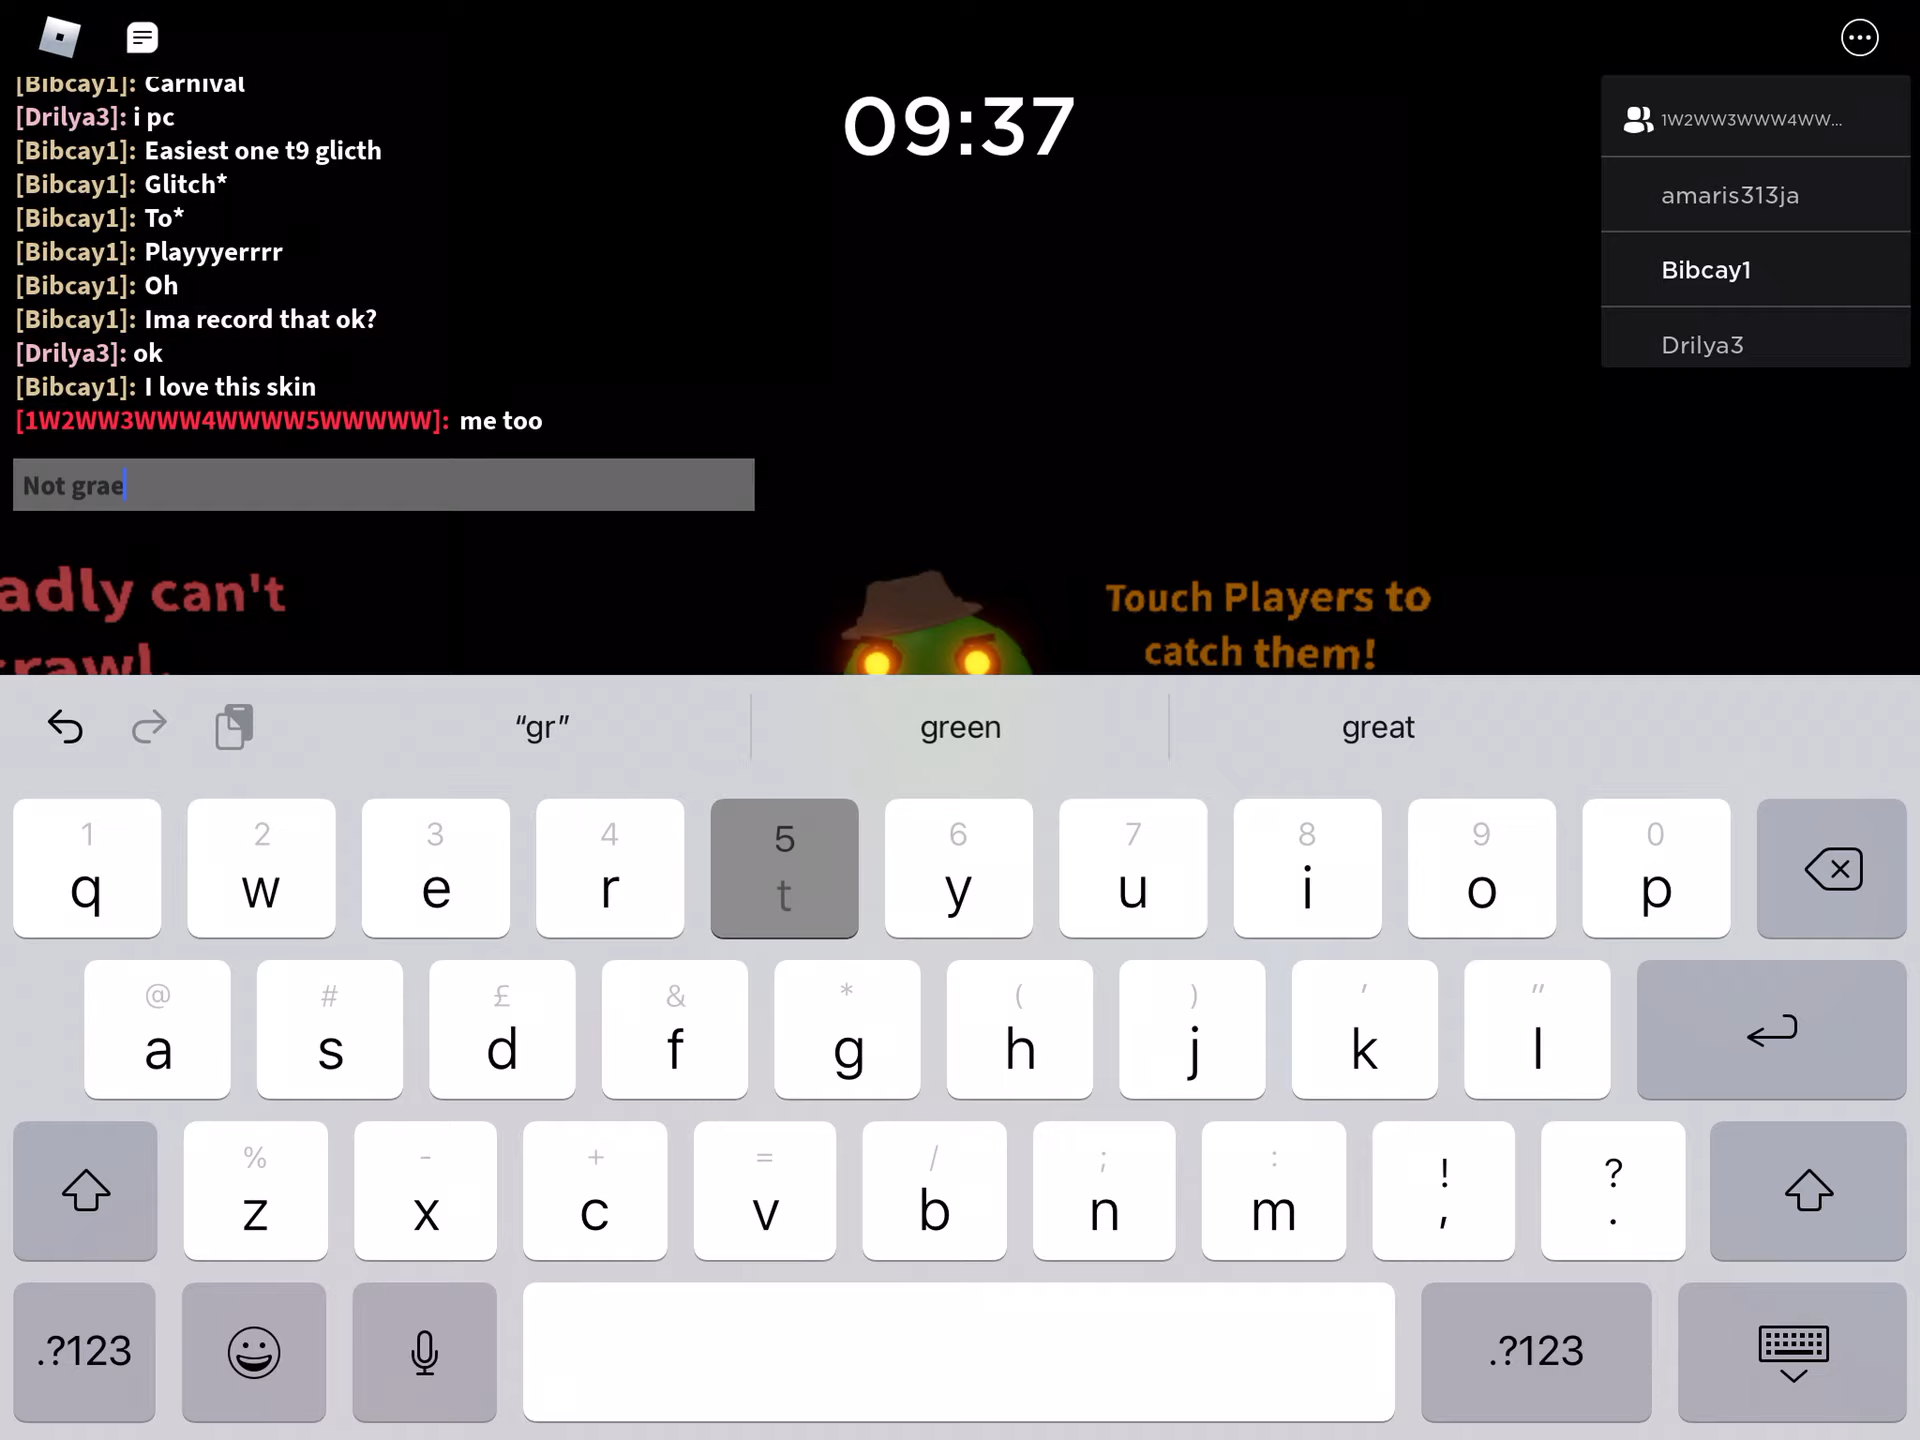 [Bibcay1]: Carnival
[Drilya3]: i pc
[Bibcay1]: Easiest one t9 glicth
[Bibcay1]: Glitch*
[Bibcay1]: To*
[Bibcay1]: Playyyerrrr
[Bibcay1]: Oh
[Bibcay1]: Ima record that ok?
[Drilya3]: ok
[Bibcay1]: I love this skin
[1W2WW3WWW4WWWW5WWWWW]: me too
Not grae
09:37
1W2WW3WWW4WW...
amaris313ja
Bibcay1
Drilya3
adly can't
rawl.
Touch Players to
catch them!
“gr” green great
1 2 3 4 5 6 7 8 9 0
q w e r t y u i o p
@ # £ & * ( ) ' "
a s d f g h j k l
% - + = / ; : ! ?
z x c v b n m , .
.?123 .?123